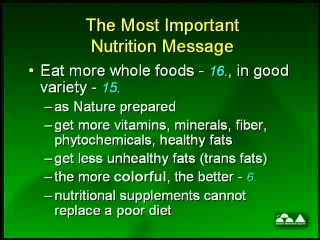 The Most Important
Nutrition Message
• Eat more whole foods - 16., in good
variety - 15.
– as Nature prepared
– get more vitamins, minerals, fiber,
phytochemicals, healthy fats
– get less unhealthy fats (trans fats)
– the more colorful, the better - 6.
– nutritional supplements cannot
replace a poor diet